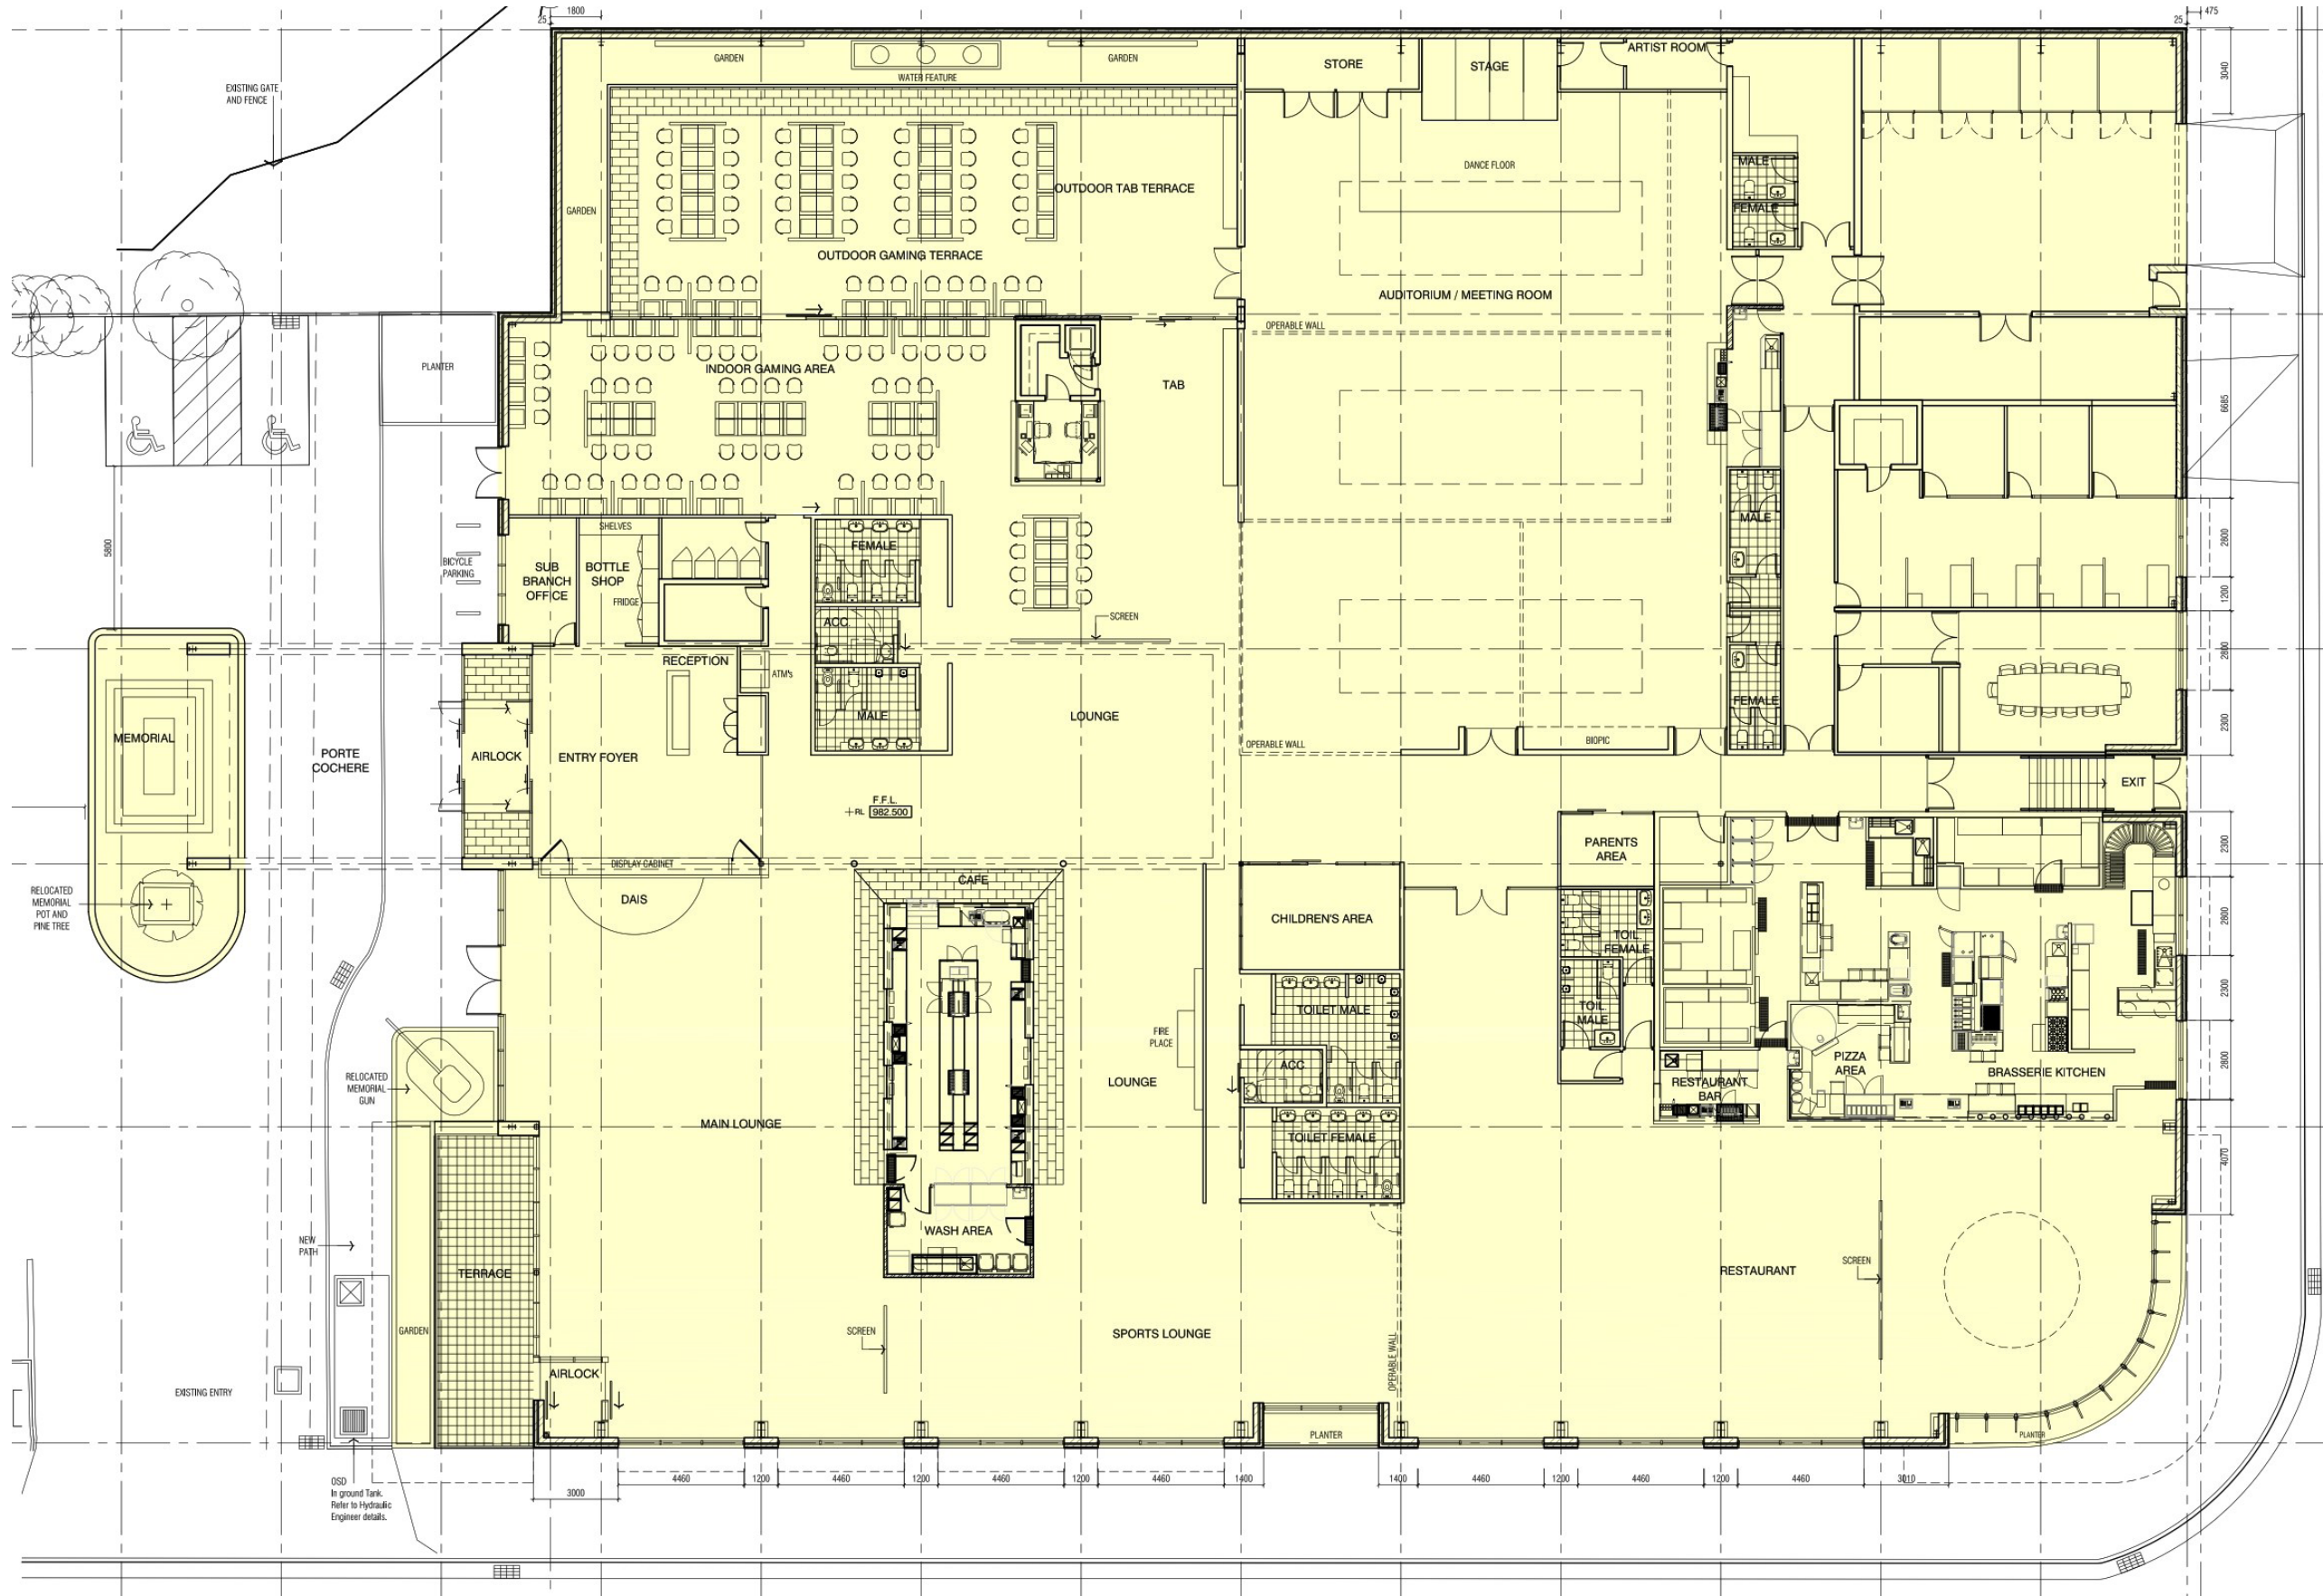 1800
25
25
475
GARDEN
WATER FEATURE
GARDEN
STORE
STAGE
ARTIST ROOM
3040
EXISTING GATE
AND FENCE
DANCE FLOOR
MALE
OUTDOOR TAB TERRACE
GARDEN
FEMALE
OUTDOOR GAMING TERRACE
AUDITORIUM / MEETING ROOM
OPERABLE WALL
PLANTER
INDOOR GAMING AREA
TAB
6685
5800
BICYCLE
PARKING
SUB
BRANCH
OFFICE
SHELVES
BOTTLE
SHOP
FRIDGE
FEMALE
ACC.
MALE
2800
1200
SCREEN
RECEPTION
ATM's
MALE
LOUNGE
FEMALE
2800
2300
MEMORIAL
PORTE
COCHERE
AIRLOCK
ENTRY FOYER
OPERABLE WALL
BIOPIC
EXIT
F.F.L.
RL 982.500
DISPLAY CABINET
DAIS
CAFE
PARENTS
AREA
2300
RELOCATED
MEMORIAL
POT AND
PINE TREE
CHILDREN'S AREA
TOIL.
FEMALE
2800
TOILET MALE
TOIL.
MALE
2300
FIRE
PLACE
RELOCATED
MEMORIAL
GUN
LOUNGE
ACC
PIZZA
AREA
RESTAURANT
BAR
BRASSERIE KITCHEN
2800
MAIN LOUNGE
TOILET FEMALE
4070
NEW
PATH
WASH AREA
TERRACE
SCREEN
RESTAURANT
GARDEN
SCREEN
SPORTS LOUNGE
OPERABLE WALL
AIRLOCK
EXISTING ENTRY
PLANTER
PLANTER
OSD
In ground Tank.
Refer to Hydraulic
Engineer details.
4460
1200
4460
1200
4460
1200
4460
1400
1400
4460
1200
4460
1200
4460
3010
3000